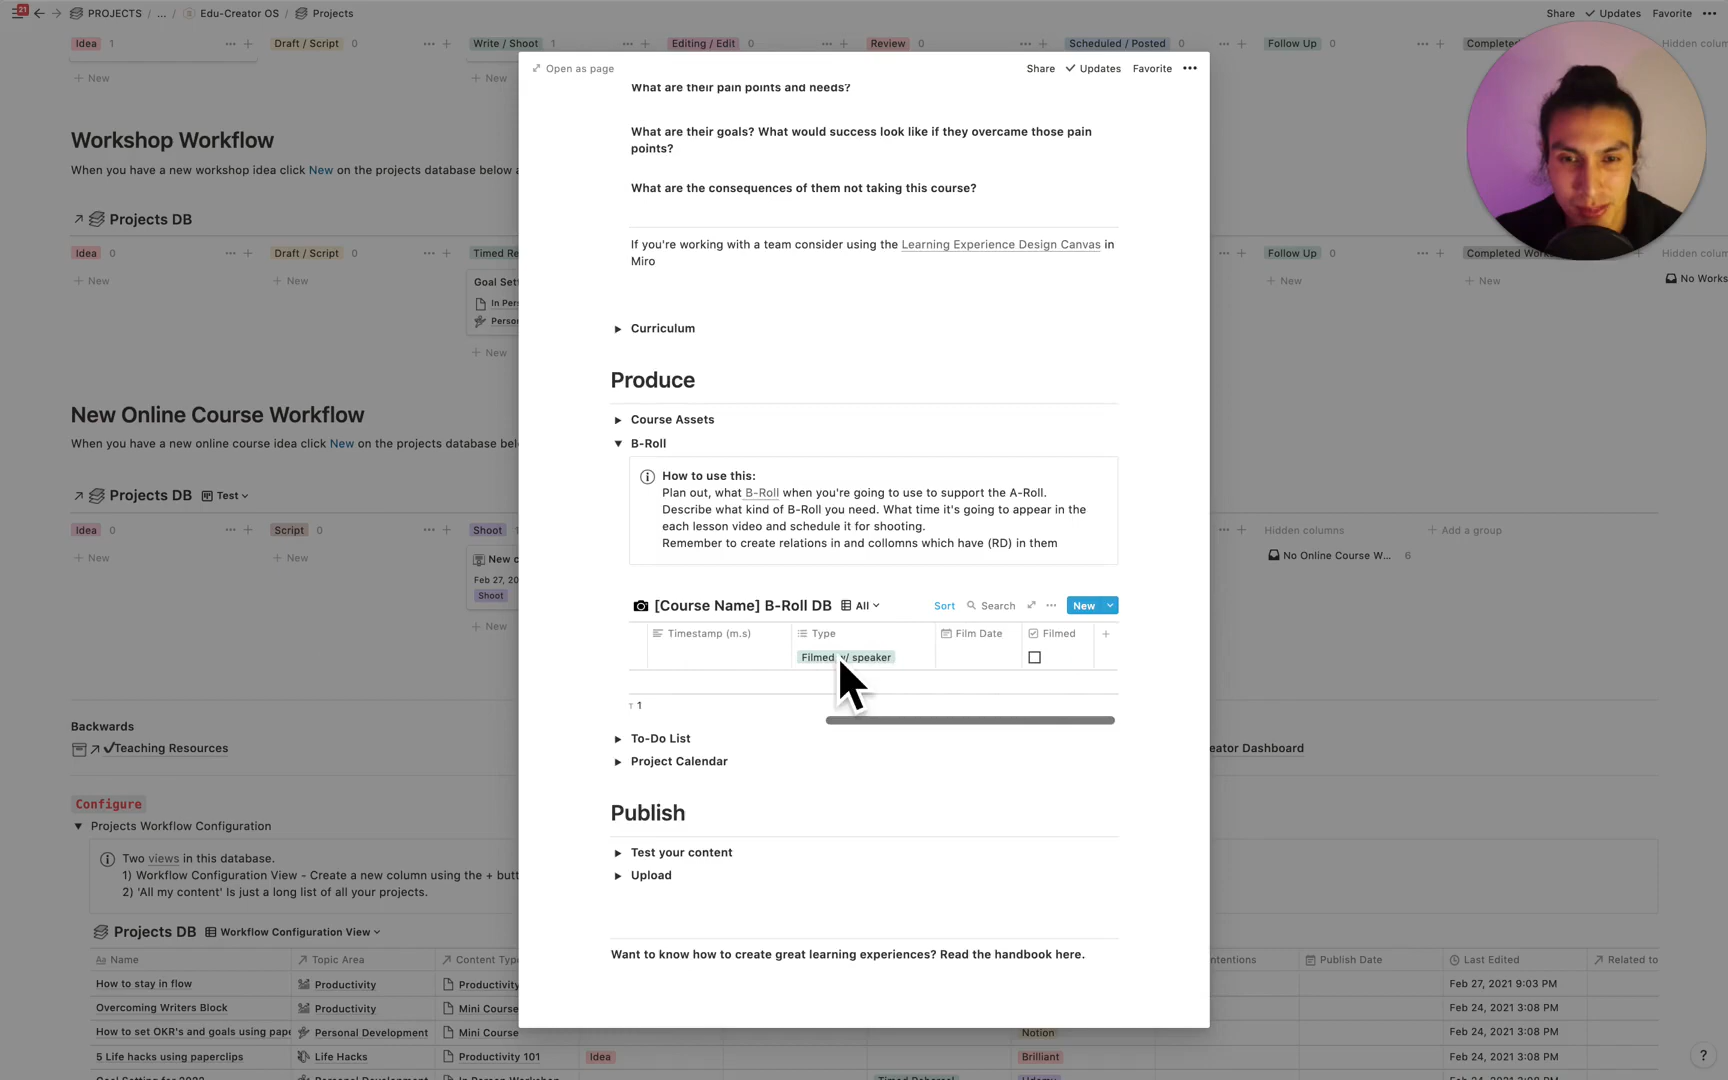 21
PROJECTS / ... / Edu-Creator OS / Projects
Share Updates Favorite
Idea 1
Draft / Script 0
Write / Shoot 1
Editing / Edit 0
Review 0
Scheduled / Posted 0
Follow Up 0
Hidden colum
New
New
Workshop Workflow
When you have a new workshop idea click New on the projects database below
Projects DB
Idea 0
Draft / Script 0
Follow Up 0
New
New
New
New
Goal Set
In Pers
Person
New
No Works
New Online Course Workflow
When you have a new online course idea click New on the projects database
Projects DB Test
Idea 0
Script 0
Shoot
Hidden columns
Add a group
New
New
New c
Feb 27, 20
Shoot
New
No Online Course W... 6
Backwards
Teaching Resources
eator Dashboard
Configure
Projects Workflow Configuration
Two views in this database.
1) Workflow Configuration View - Create a new column using the + butt
2) 'All my content' Is just a long list of all your projects.
Projects DB Workflow Configuration View
Name
Topic Area
Content Type
ntentions
Publish Date
Last Edited
Related to
How to stay in flow
Productivity
Productivity
Feb 27, 2021 9:03 PM
Overcoming Writers Block
Productivity
Mini Course
Feb 24, 2021 3:08 PM
How to set OKR's and goals using pape
Personal Development
Mini Course
Notion
Feb 24, 2021 3:08 PM
5 Life hacks using paperclips
Life Hacks
Productivity 101
Idea
Brilliant
Feb 24, 2021 3:08 PM
Open as page
Share Updates Favorite
What are their pain points and needs?
What are their goals? What would success look like if they overcame those pain
points?
What are the consequences of them not taking this course?
If you're working with a team consider using the Learning Experience Design Canvas in
Miro
Curriculum
Produce
Course Assets
B-Roll
How to use this:
Plan out, what B-Roll when you're going to use to support the A-Roll.
Describe what kind of B-Roll you need. What time it's going to appear in the
each lesson video and schedule it for shooting.
Remember to create relations in and collomns which have (RD) in them
[Course Name] B-Roll DB All
Sort Search New
Timestamp (m.s)
Type
Film Date
Filmed
Filmed w/ speaker
1
To-Do List
Project Calendar
Publish
Test your content
Upload
Want to know how to create great learning experiences? Read the handbook here.
?